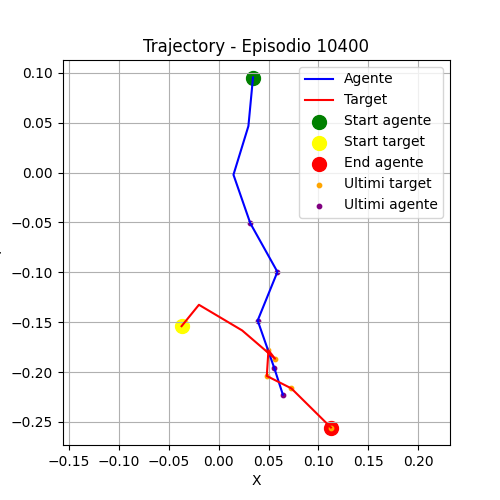 Trajectory - Episodio 10400
Agente
Target
Start agente
Start target
End agente
Ultimi target
Ultimi agente
0.10
0.05
0.00
−0.05
−0.10
−0.15
−0.20
−0.25
−0.15 −0.10 −0.05 0.00 0.05 0.10 0.15 0.20
X